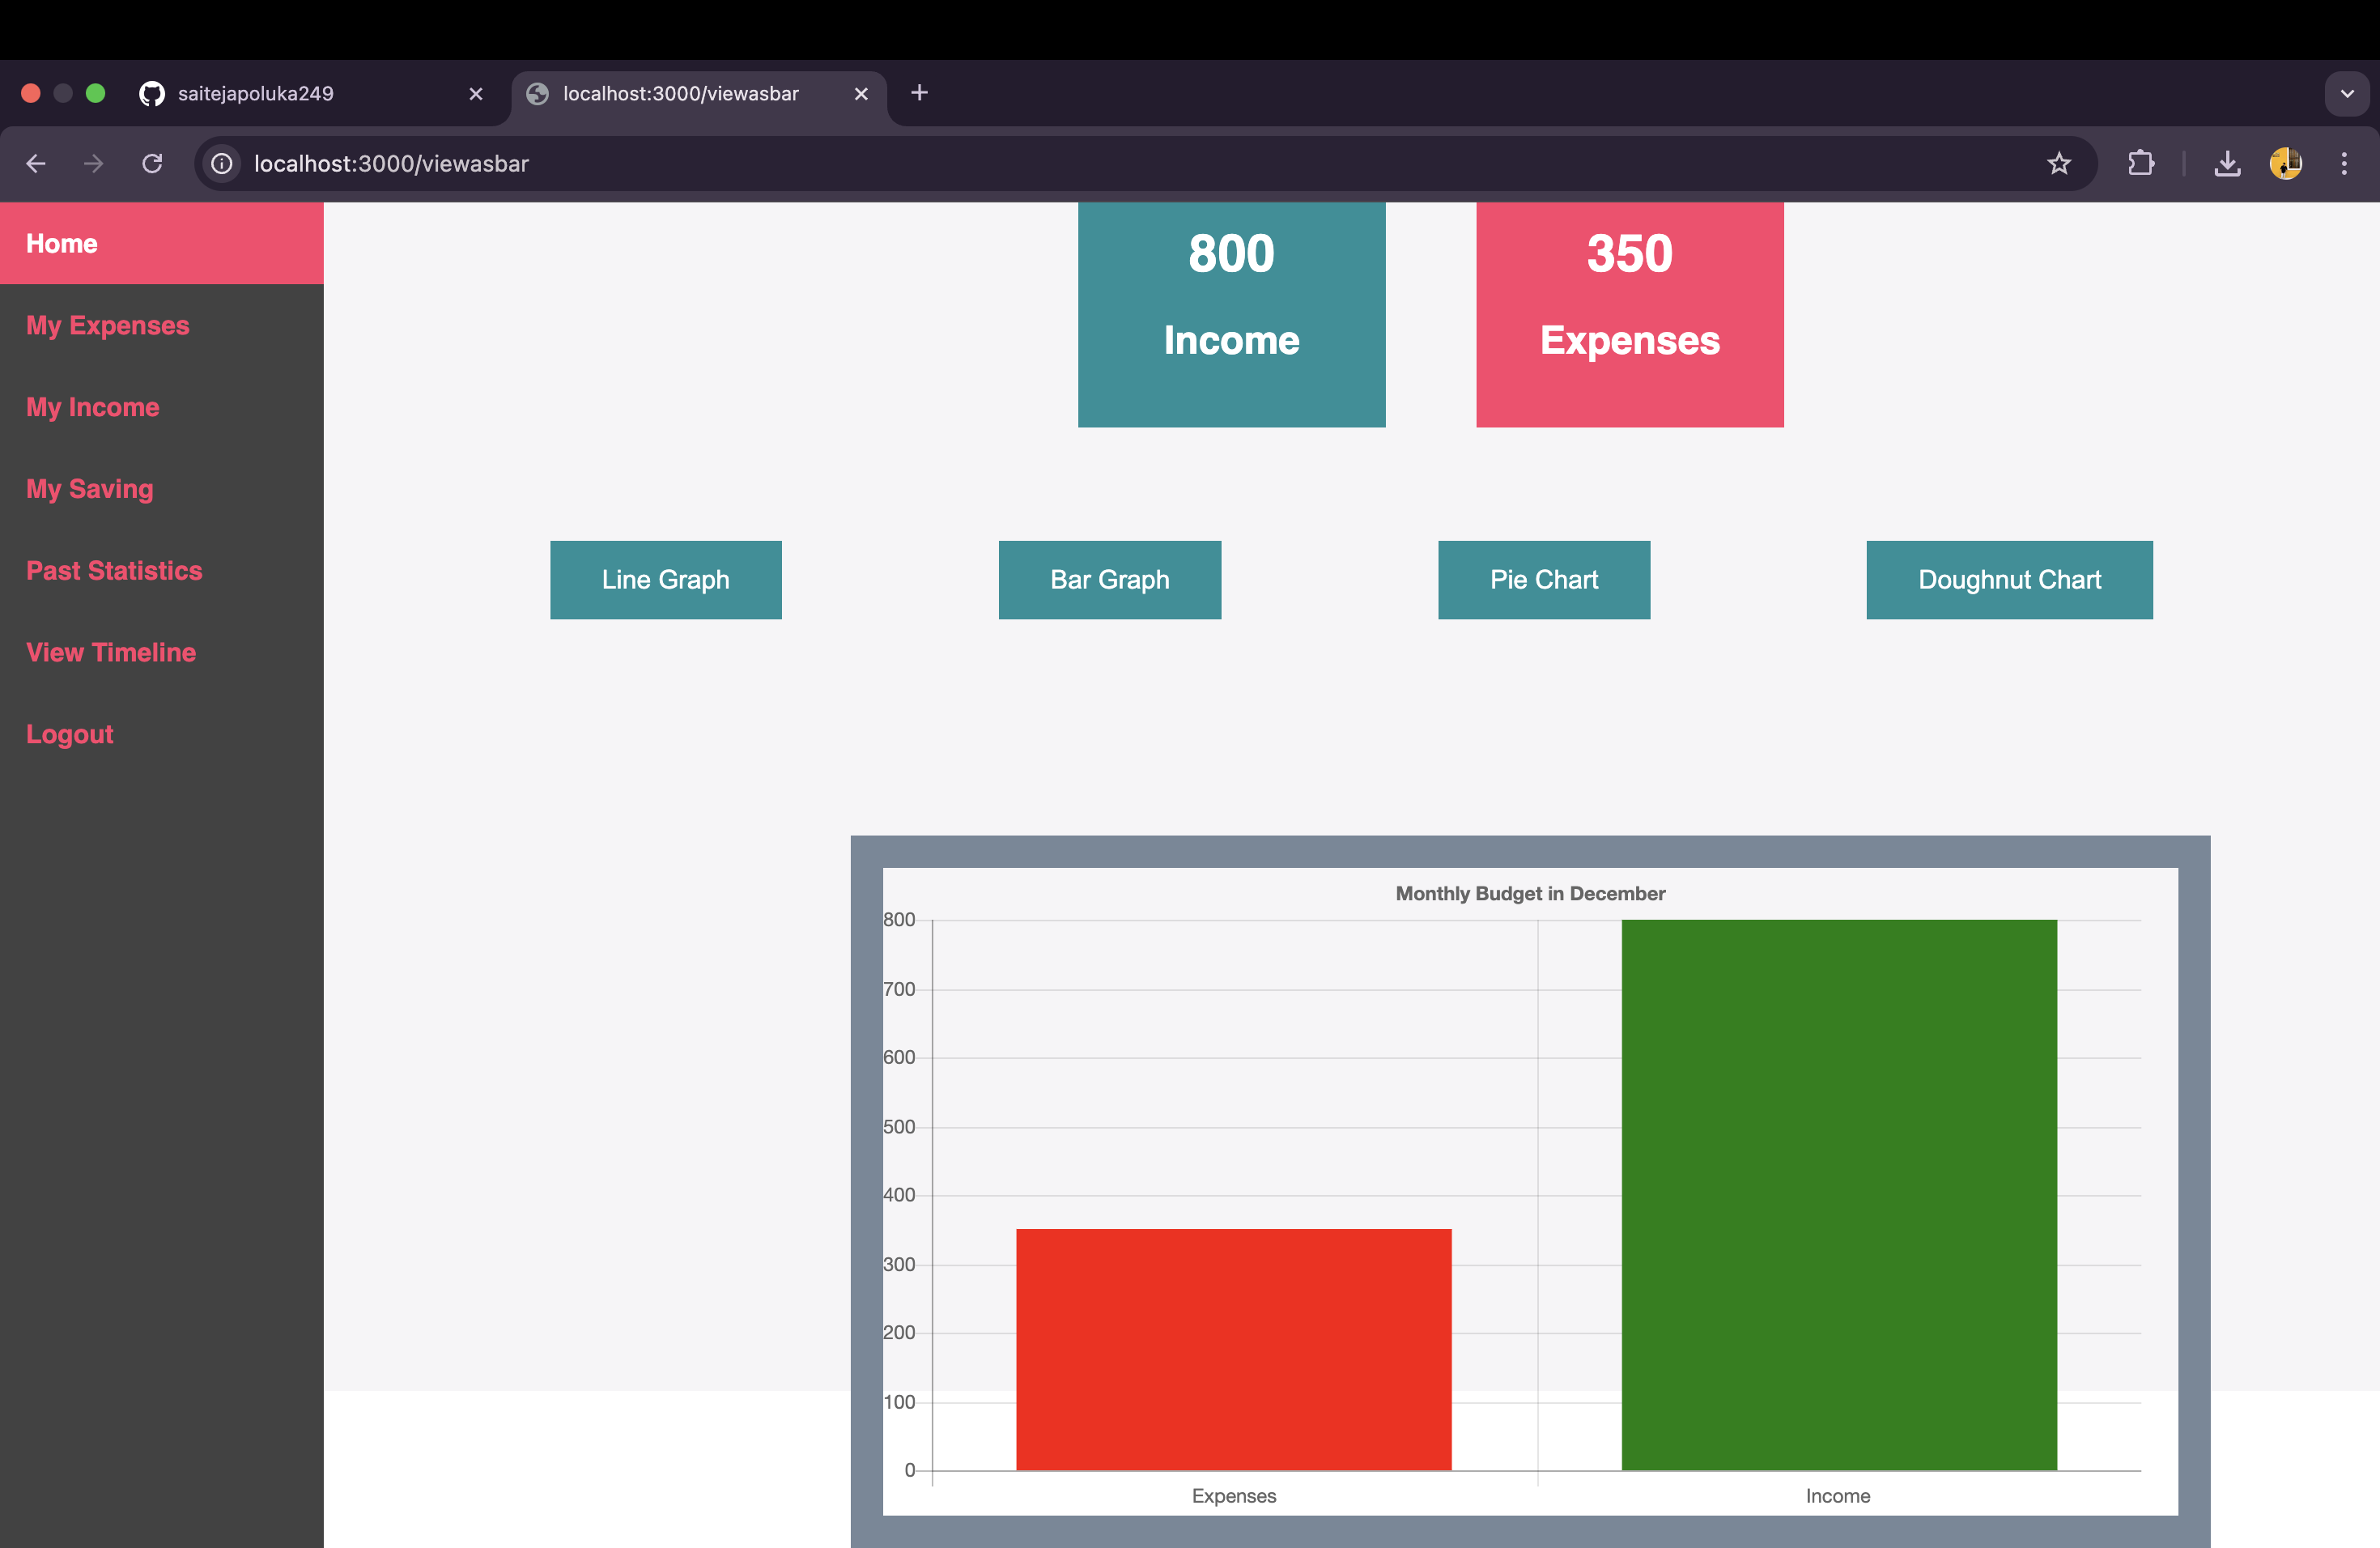 saitejapoluka249
localhost:3000/viewasbar
localhost:3000/viewasbar
Home
My Expenses
My Income
My Saving
Past Statistics
View Timeline
Logout
800
Income
350
Expenses
Line Graph
Bar Graph
Pie Chart
Doughnut Chart
Monthly Budget in December
800
700
600
500
400
300
200
100
0
Expenses
Income